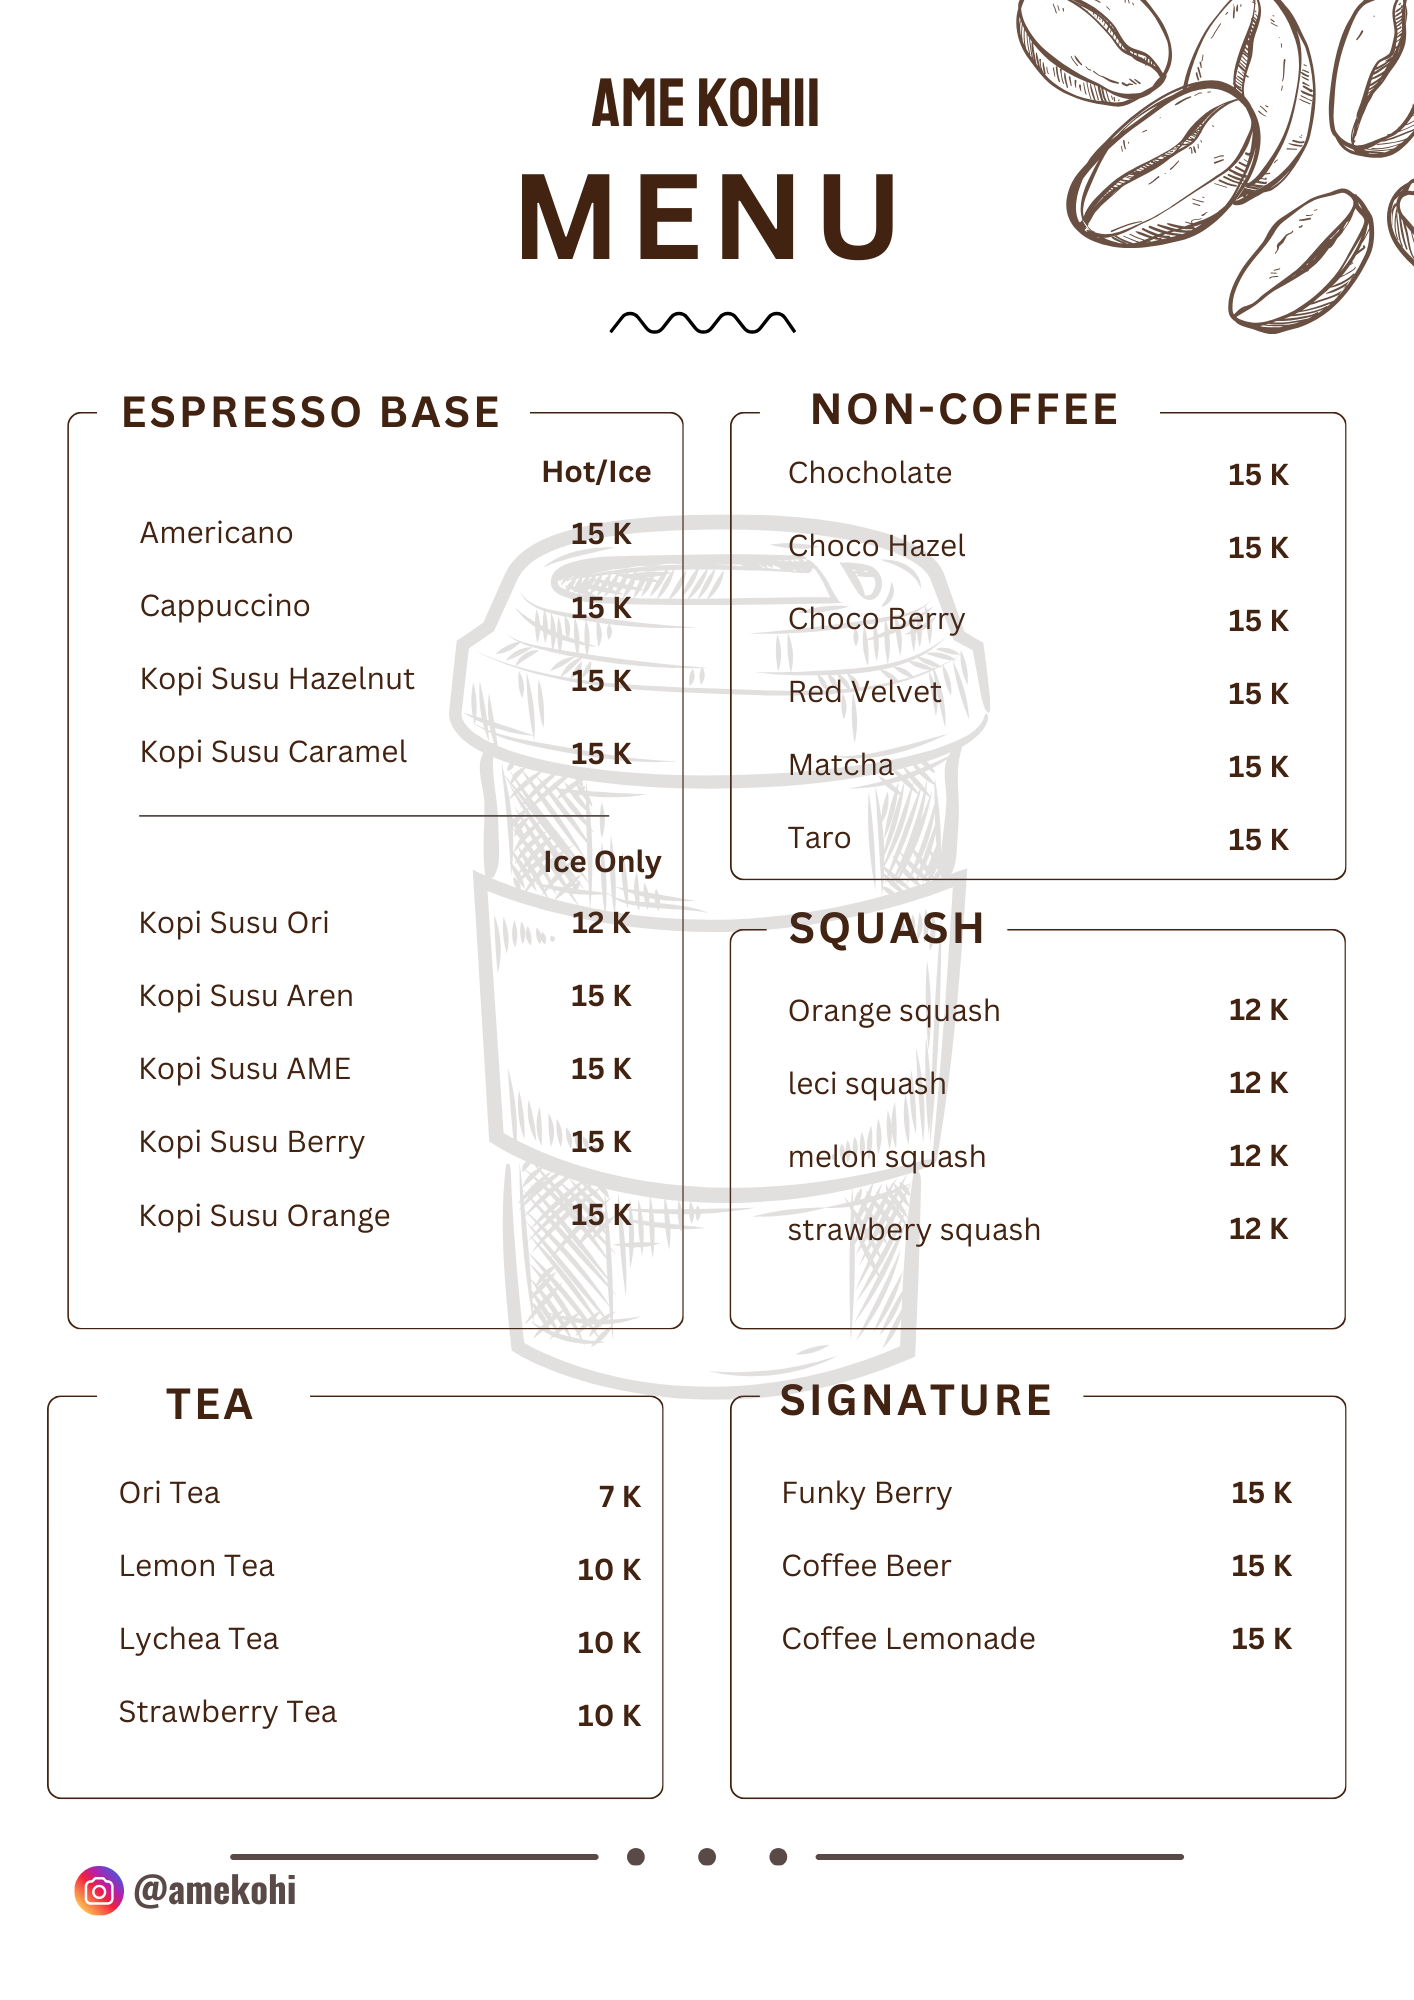 AME KOHII
MENU
ESPRESSO BASE
Hot/Ice
Americano 15 K
Cappuccino 15 K
Kopi Susu Hazelnut 15 K
Kopi Susu Caramel 15 K
Ice Only
Kopi Susu Ori 12 K
Kopi Susu Aren 15 K
Kopi Susu AME 15 K
Kopi Susu Berry 15 K
Kopi Susu Orange 15 K
NON-COFFEE
Chocholate 15 K
Choco Hazel 15 K
Choco Berry 15 K
Red Velvet 15 K
Matcha 15 K
Taro 15 K
SQUASH
Orange squash 12 K
leci squash 12 K
melon squash 12 K
strawbery squash 12 K
TEA
Ori Tea 7 K
Lemon Tea 10 K
Lychea Tea 10 K
Strawberry Tea 10 K
SIGNATURE
Funky Berry 15 K
Coffee Beer 15 K
Coffee Lemonade 15 K
@amekohi